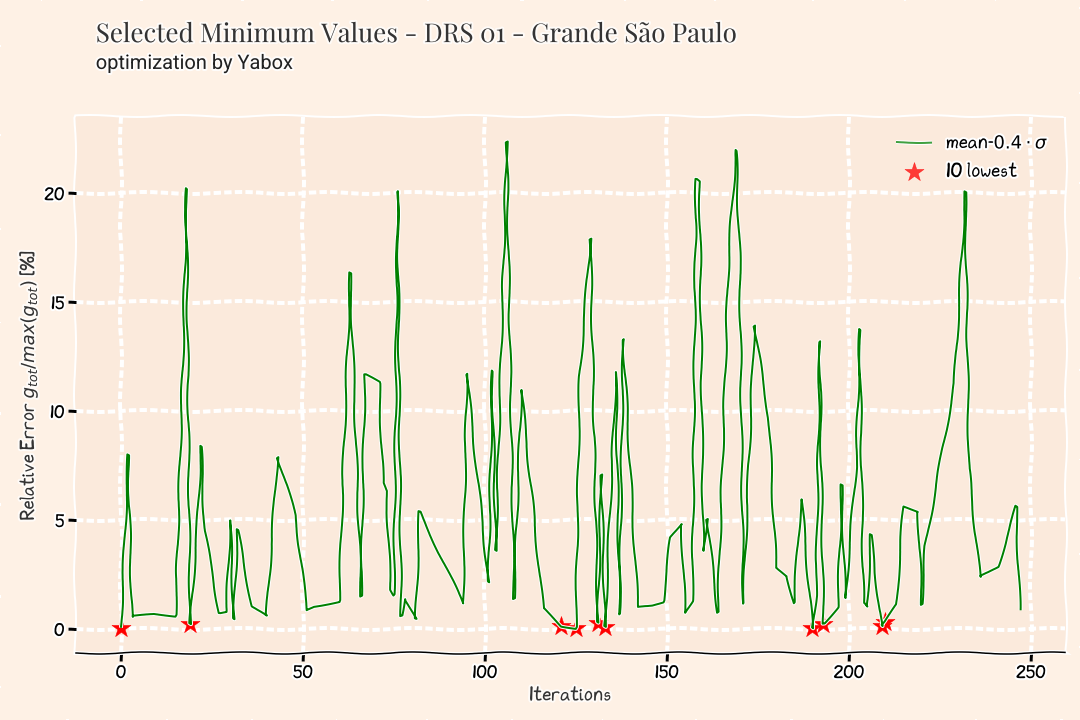 Selected Minimum Values - DRS 01 - Grande São Paulo
optimization by Yabox
mean-0.4 · σ
10 lowest
Relative Error g_tot/max(g_tot) [%]
20
15
10
5
0
0 50 100 150 200 250
Iterations